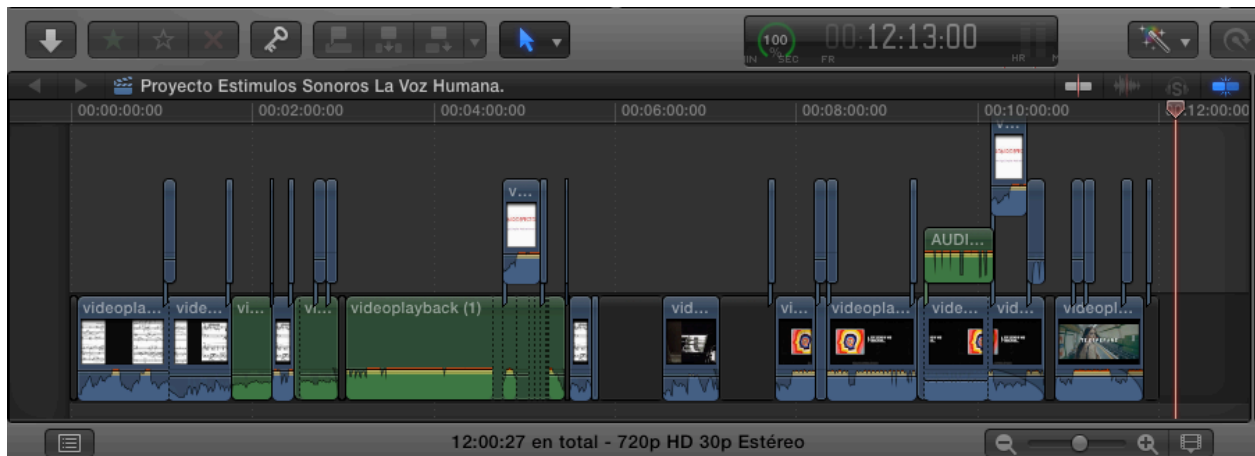 100
%
MIN SEC FR HR
00:12:13:00
Proyecto Estimulos Sonoros La Voz Humana.
00:00:00:00 00:02:00:00 00:04:00:00 00:06:00:00 00:08:00:00 00:10:00:00 12:00:00
v...
v...
AUDI...
videopla... vide... vi... vi... videoplayback (1) vid... vi... videopla... vide... vid... videopl...
12:00:27 en total - 720p HD 30p Estéreo